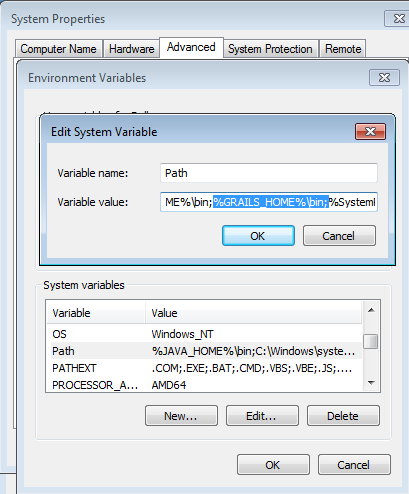 System Properties
Computer Name Hardware Advanced System Protection Remote
Environment Variables
Edit System Variable
Variable name: Path
Variable value: ME%\bin;%GRAILS_HOME%\bin;%System
OK Cancel
System variables
Variable Value
OS Windows_NT
Path %JAVA_HOME%\bin;C:\Windows\syste...
PATHEXT .COM;.EXE;.BAT;.CMD;.VBS;.VBE;.JS;....
PROCESSOR_A... AMD64
New... Edit... Delete
OK Cancel